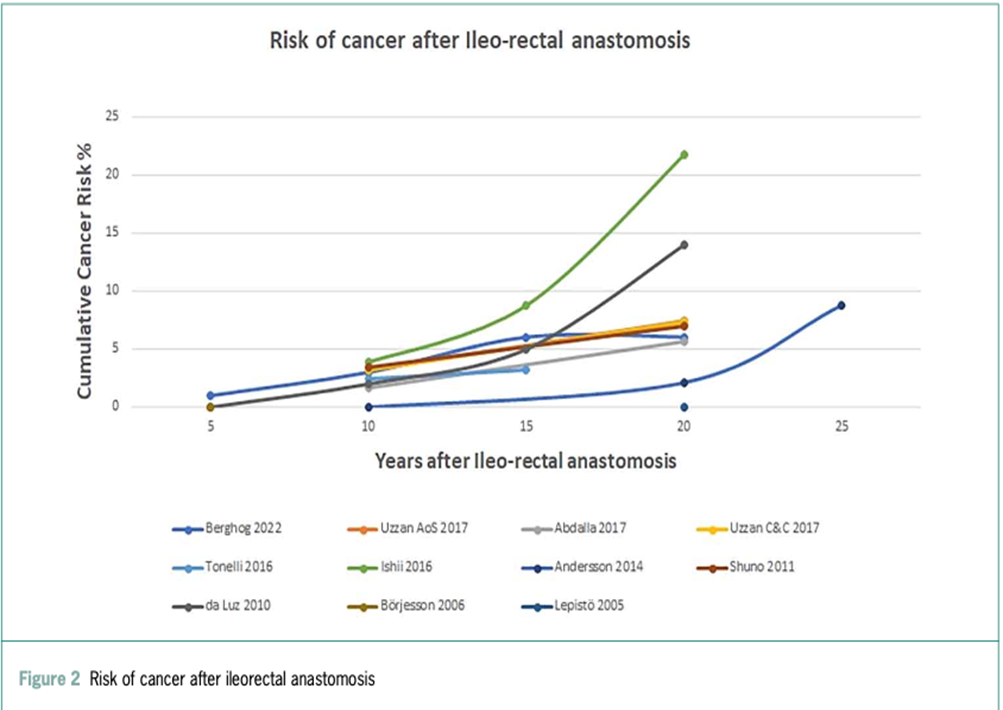 Risk of cancer after Ileo-rectal anastomosis
Cumulative Cancer Risk %
25
20
15
10
5
0
5 10 15 20 25
Years after Ileo-rectal anastomosis
Berghog 2022 Uzzan AoS 2017 Abdalla 2017 Uzzan C&C 2017
Tonelli 2016 Ishii 2016 Andersson 2014 Shuno 2011
da Luz 2010 Börjesson 2006 Lepistö 2005
Figure 2 Risk of cancer after ileorectal anastomosis